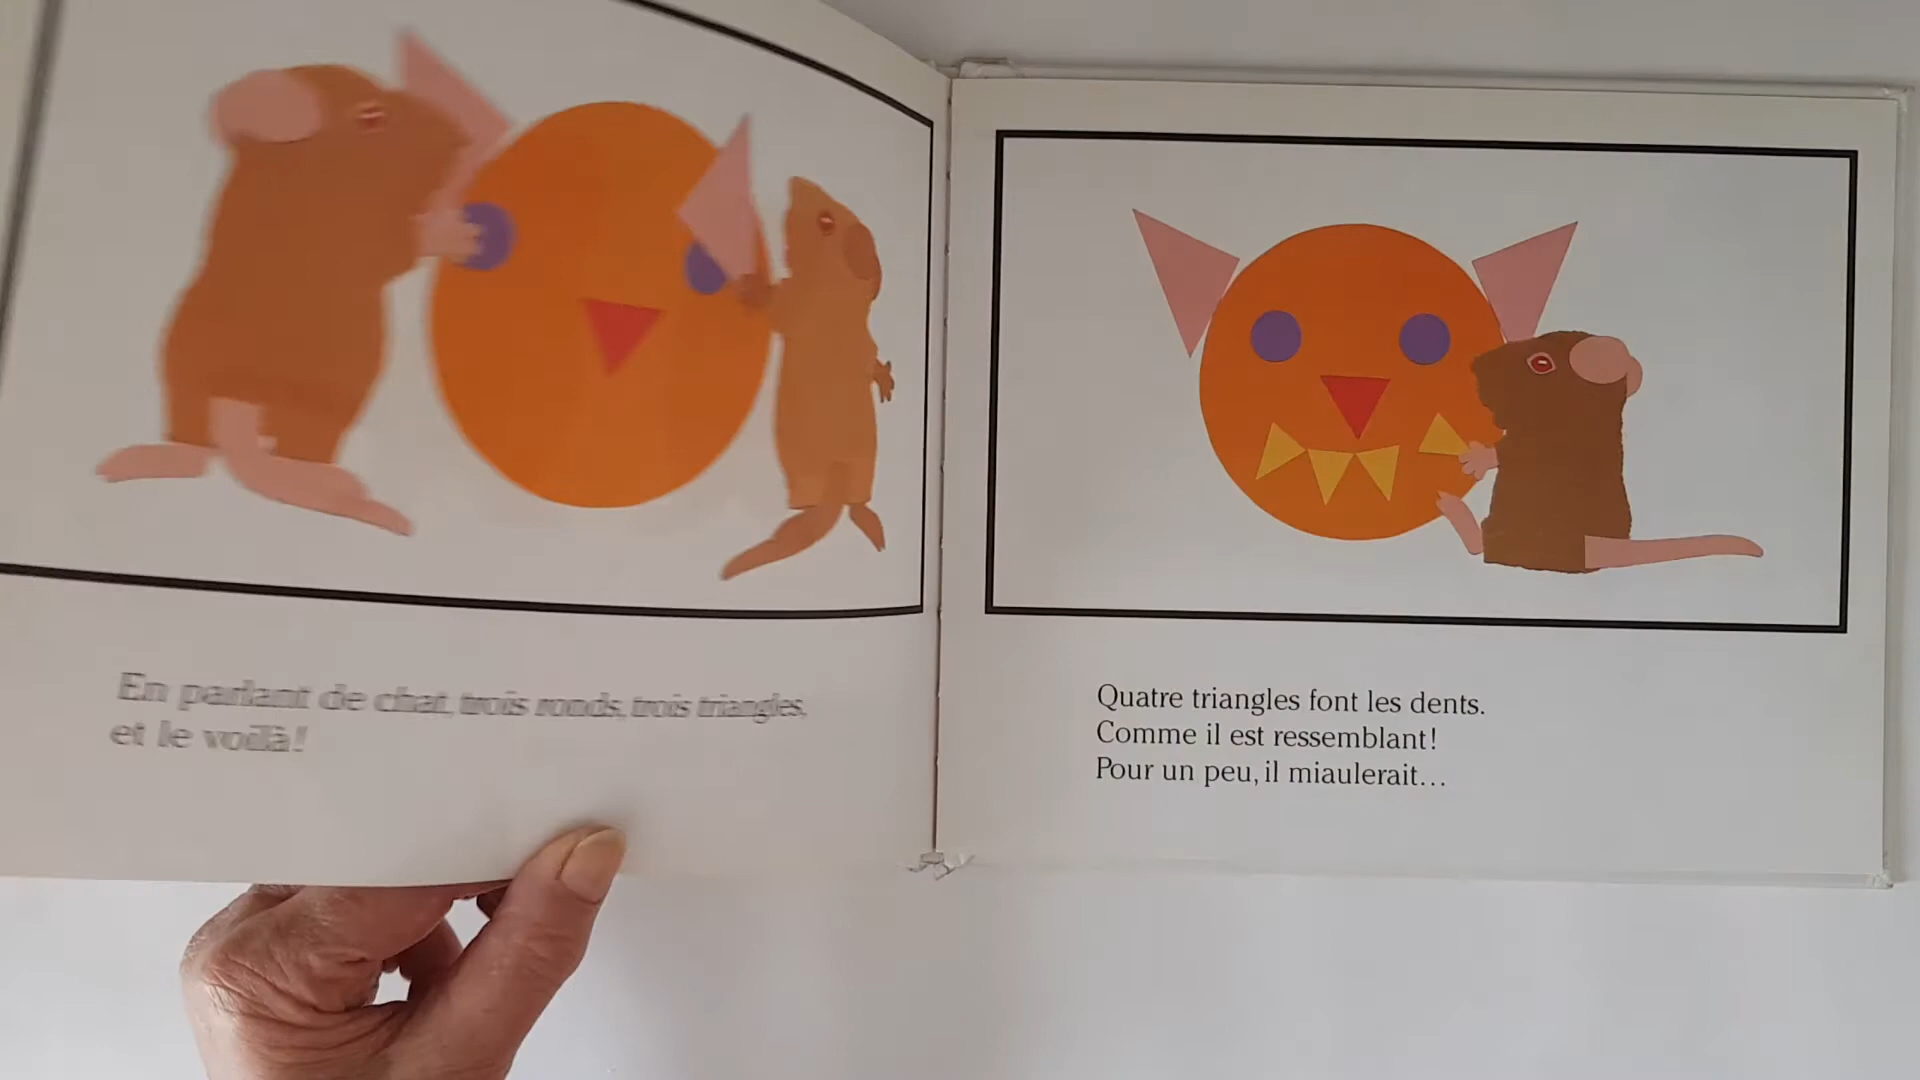 En parlant de chat, trois ronds, trois triangles,
et le voilà!
Quatre triangles font les dents.
Comme il est ressemblant!
Pour un peu, il miaulerait…